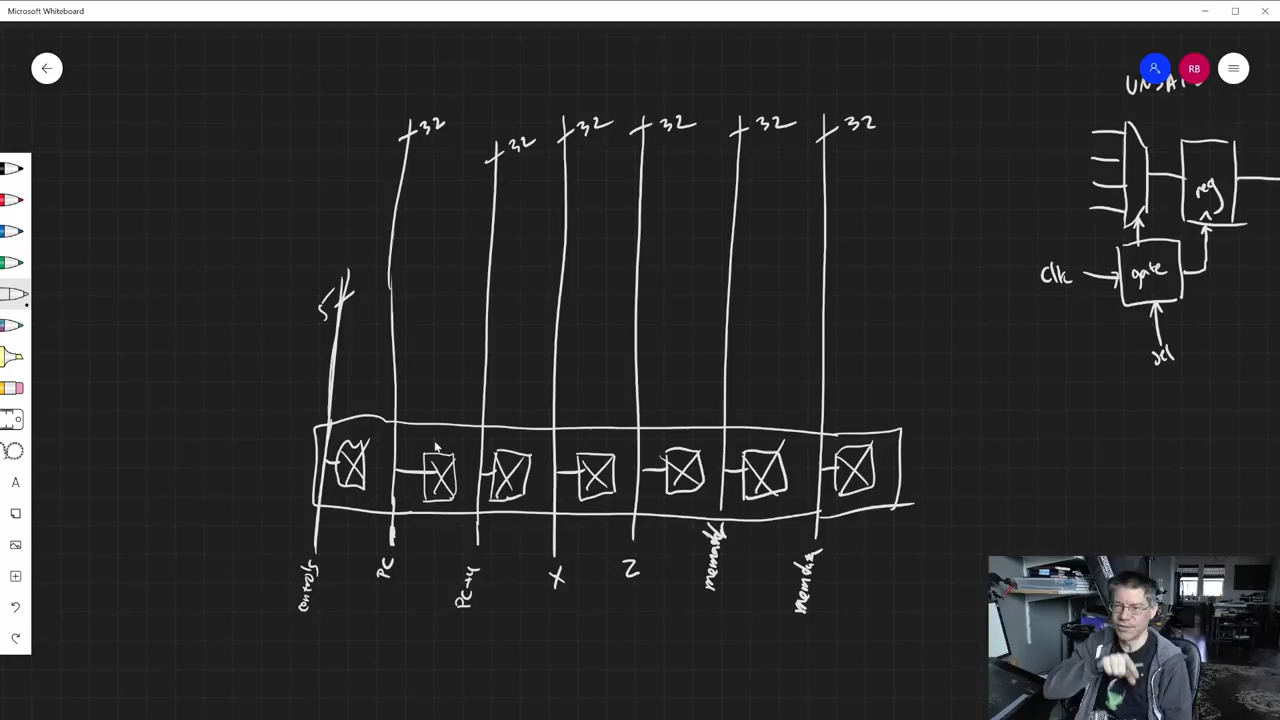 Microsoft Whiteboard
RB
32
32
32
32
32
32
5
reg
Clk
gate
sel
A
controls
PC
PC+4
X
Z
memaddr
memdata